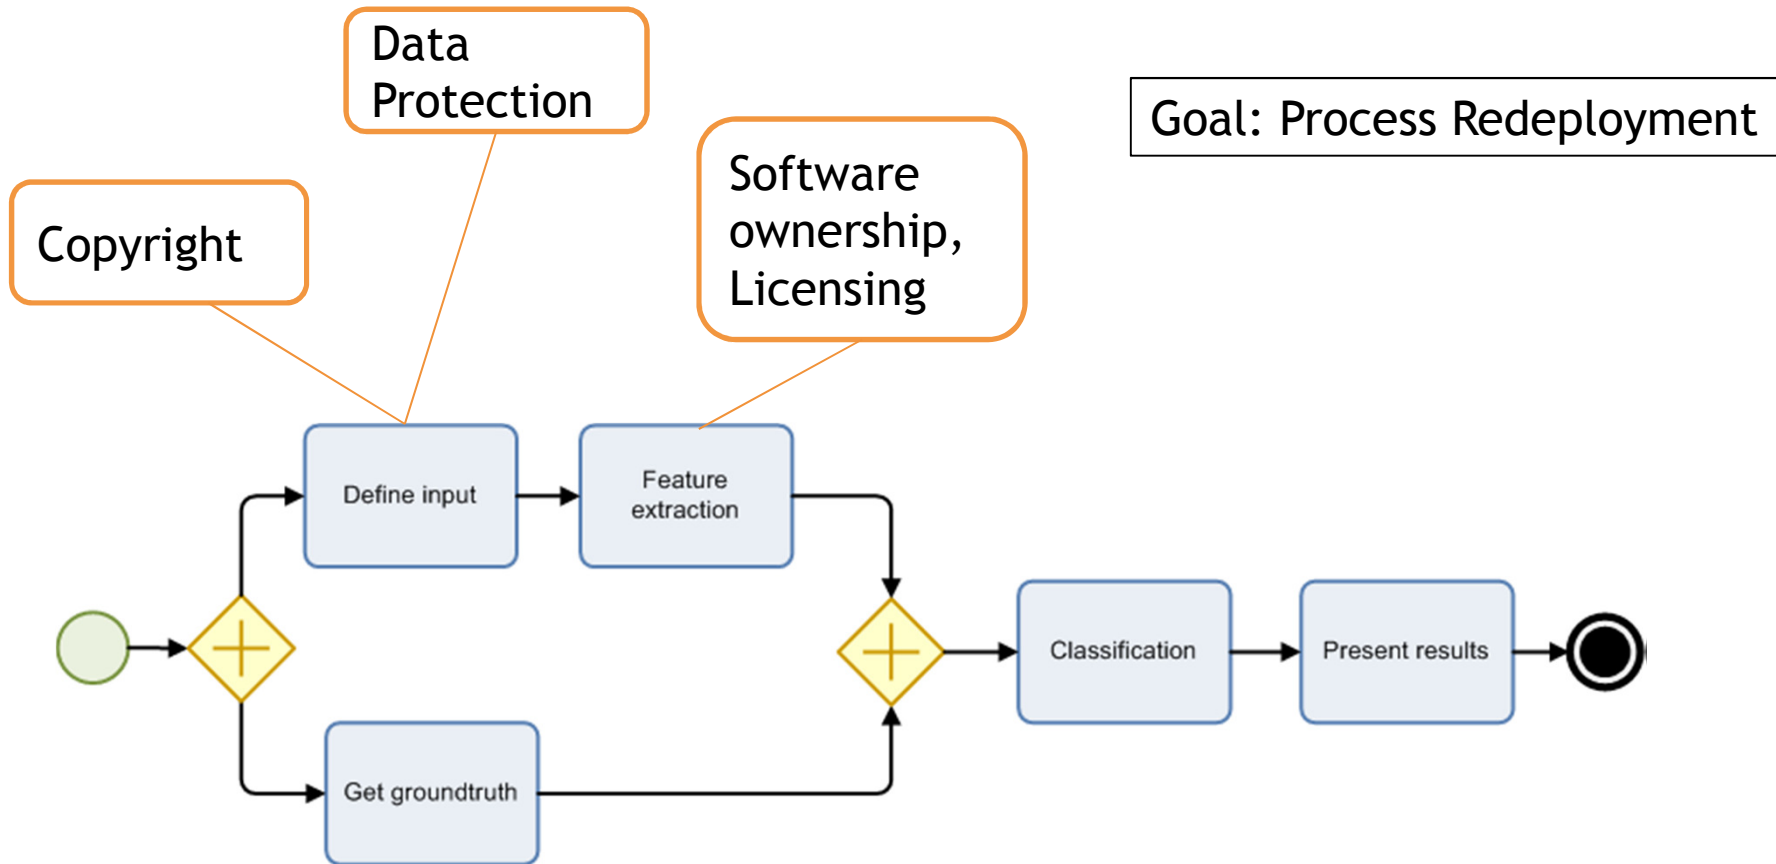 Data
Protection
Goal: Process Redeployment
Software
ownership,
Licensing
Copyright
Define input
Feature
extraction
Classification
Present results
Get groundtruth